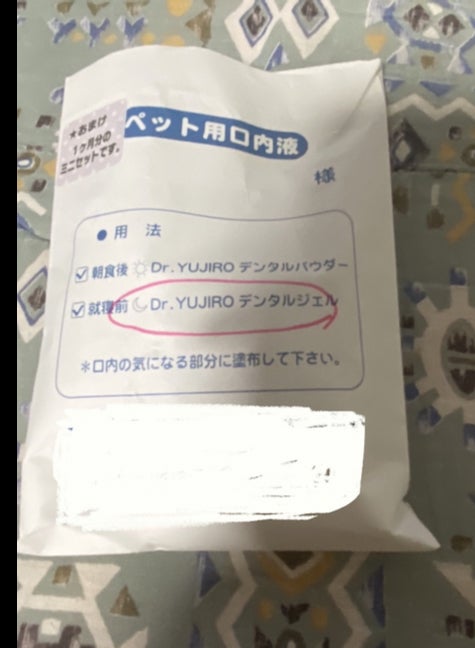 ★おまけ
1ヶ月分の
ミニセットです。
ペット用口内液
様
●用 法
☑朝食後 Dr.YUJIRO デンタルパウダー
☑就寝前 Dr.YUJIRO デンタルジェル
＊口内の気になる部分に塗布して下さい。